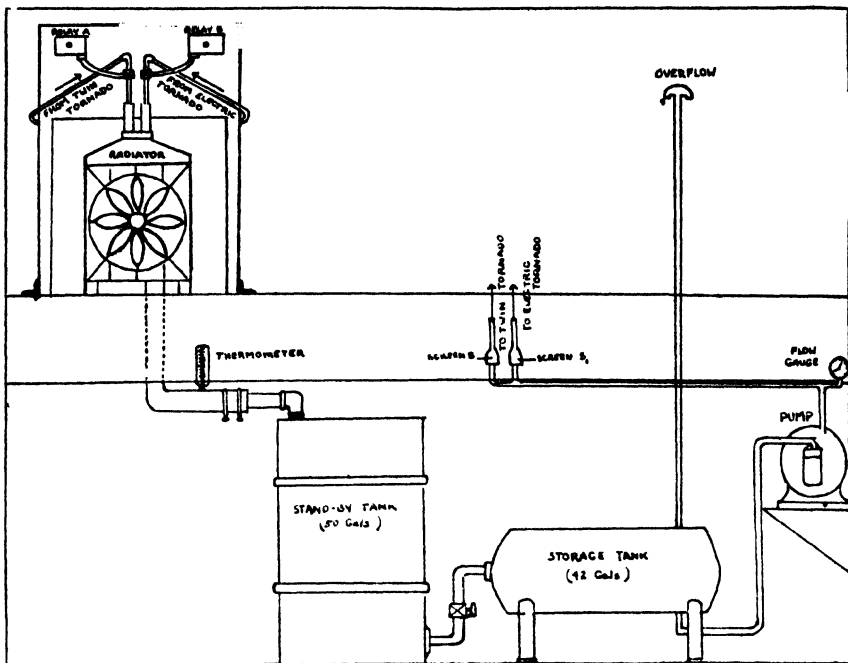 RELAY A
RELAY B
OVERFLOW
FROM TWIN
TORNADO
FROM ELECTRIC
TORNADO
RADIATOR
TO TWIN TORNADO
TO ELECTRIC
TORNADO
THERMOMETER
SCREEN S
SCREEN S,
FLOW
GAUGE
PUMP
STAND-BY TANK
(50 Gals)
STORAGE TANK
(42 Gals)